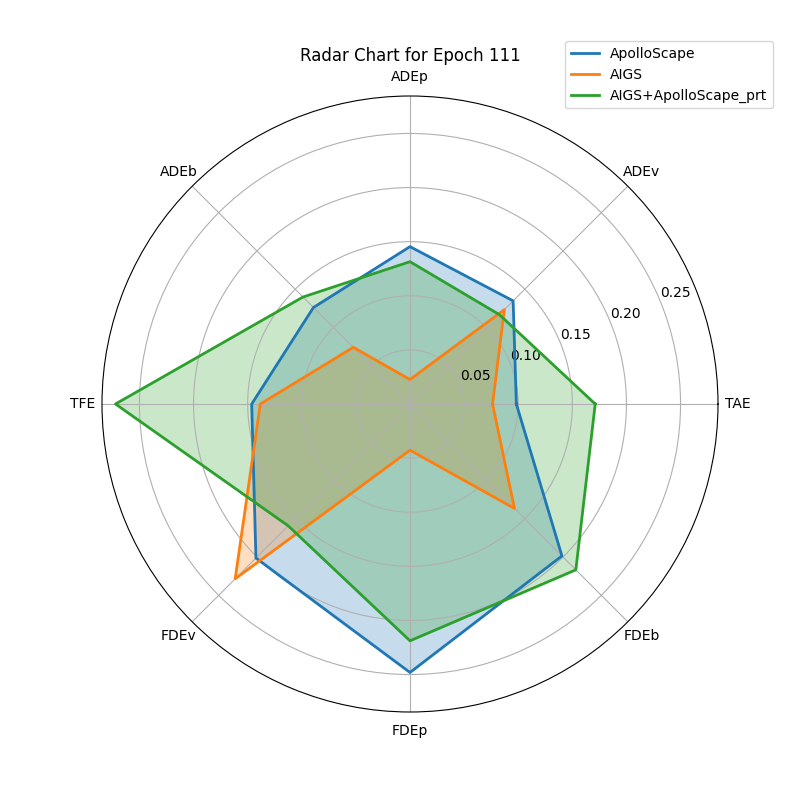 Radar Chart for Epoch 111
ApolloScape
AIGS
AIGS+ApolloScape_prt
ADEp
ADEb
ADEv
0.25
0.20
0.15
0.10
0.05
TFE
TAE
FDEv
FDEb
FDEp